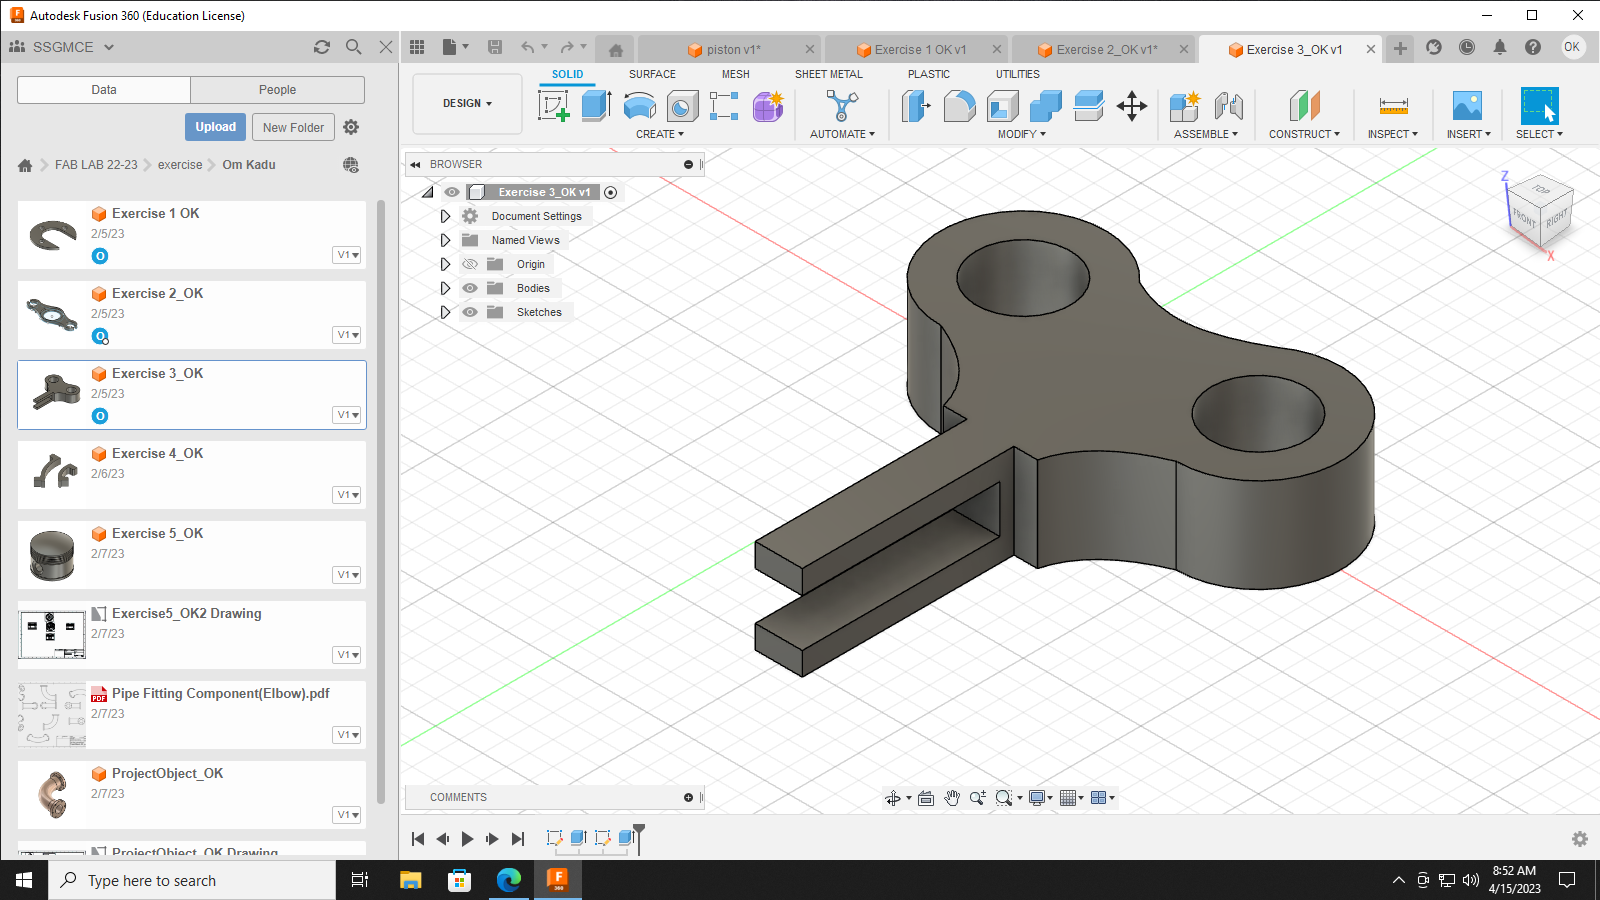 Autodesk Fusion 360 (Education License)
SSGMCE
piston v1*
Exercise 1 OK v1
Exercise 2_OK v1*
Exercise 3_OK v1
OK
Data
People
Upload
New Folder
FAB LAB 22-23
exercise
Om Kadu
DESIGN
SOLID
SURFACE
MESH
SHEET METAL
PLASTIC
UTILITIES
CREATE
AUTOMATE
MODIFY
ASSEMBLE
CONSTRUCT
INSPECT
INSERT
SELECT
Exercise 1 OK
2/5/23
O
V1
Exercise 2_OK
2/5/23
O
V1
Exercise 3_OK
2/5/23
O
V1
Exercise 4_OK
2/6/23
V1
Exercise 5_OK
2/7/23
V1
Exercise5_OK2 Drawing
2/7/23
V1
PDF
Pipe Fitting Component(Elbow).pdf
2/7/23
V1
ProjectObject_OK
2/7/23
V1
ProjectObject_OK Drawing
BROWSER
Exercise 3_OK v1
Document Settings
Named Views
Origin
Bodies
Sketches
Z
TOP
FRONT
RIGHT
X
COMMENTS
Type here to search
F
360
8:52 AM
4/15/2023